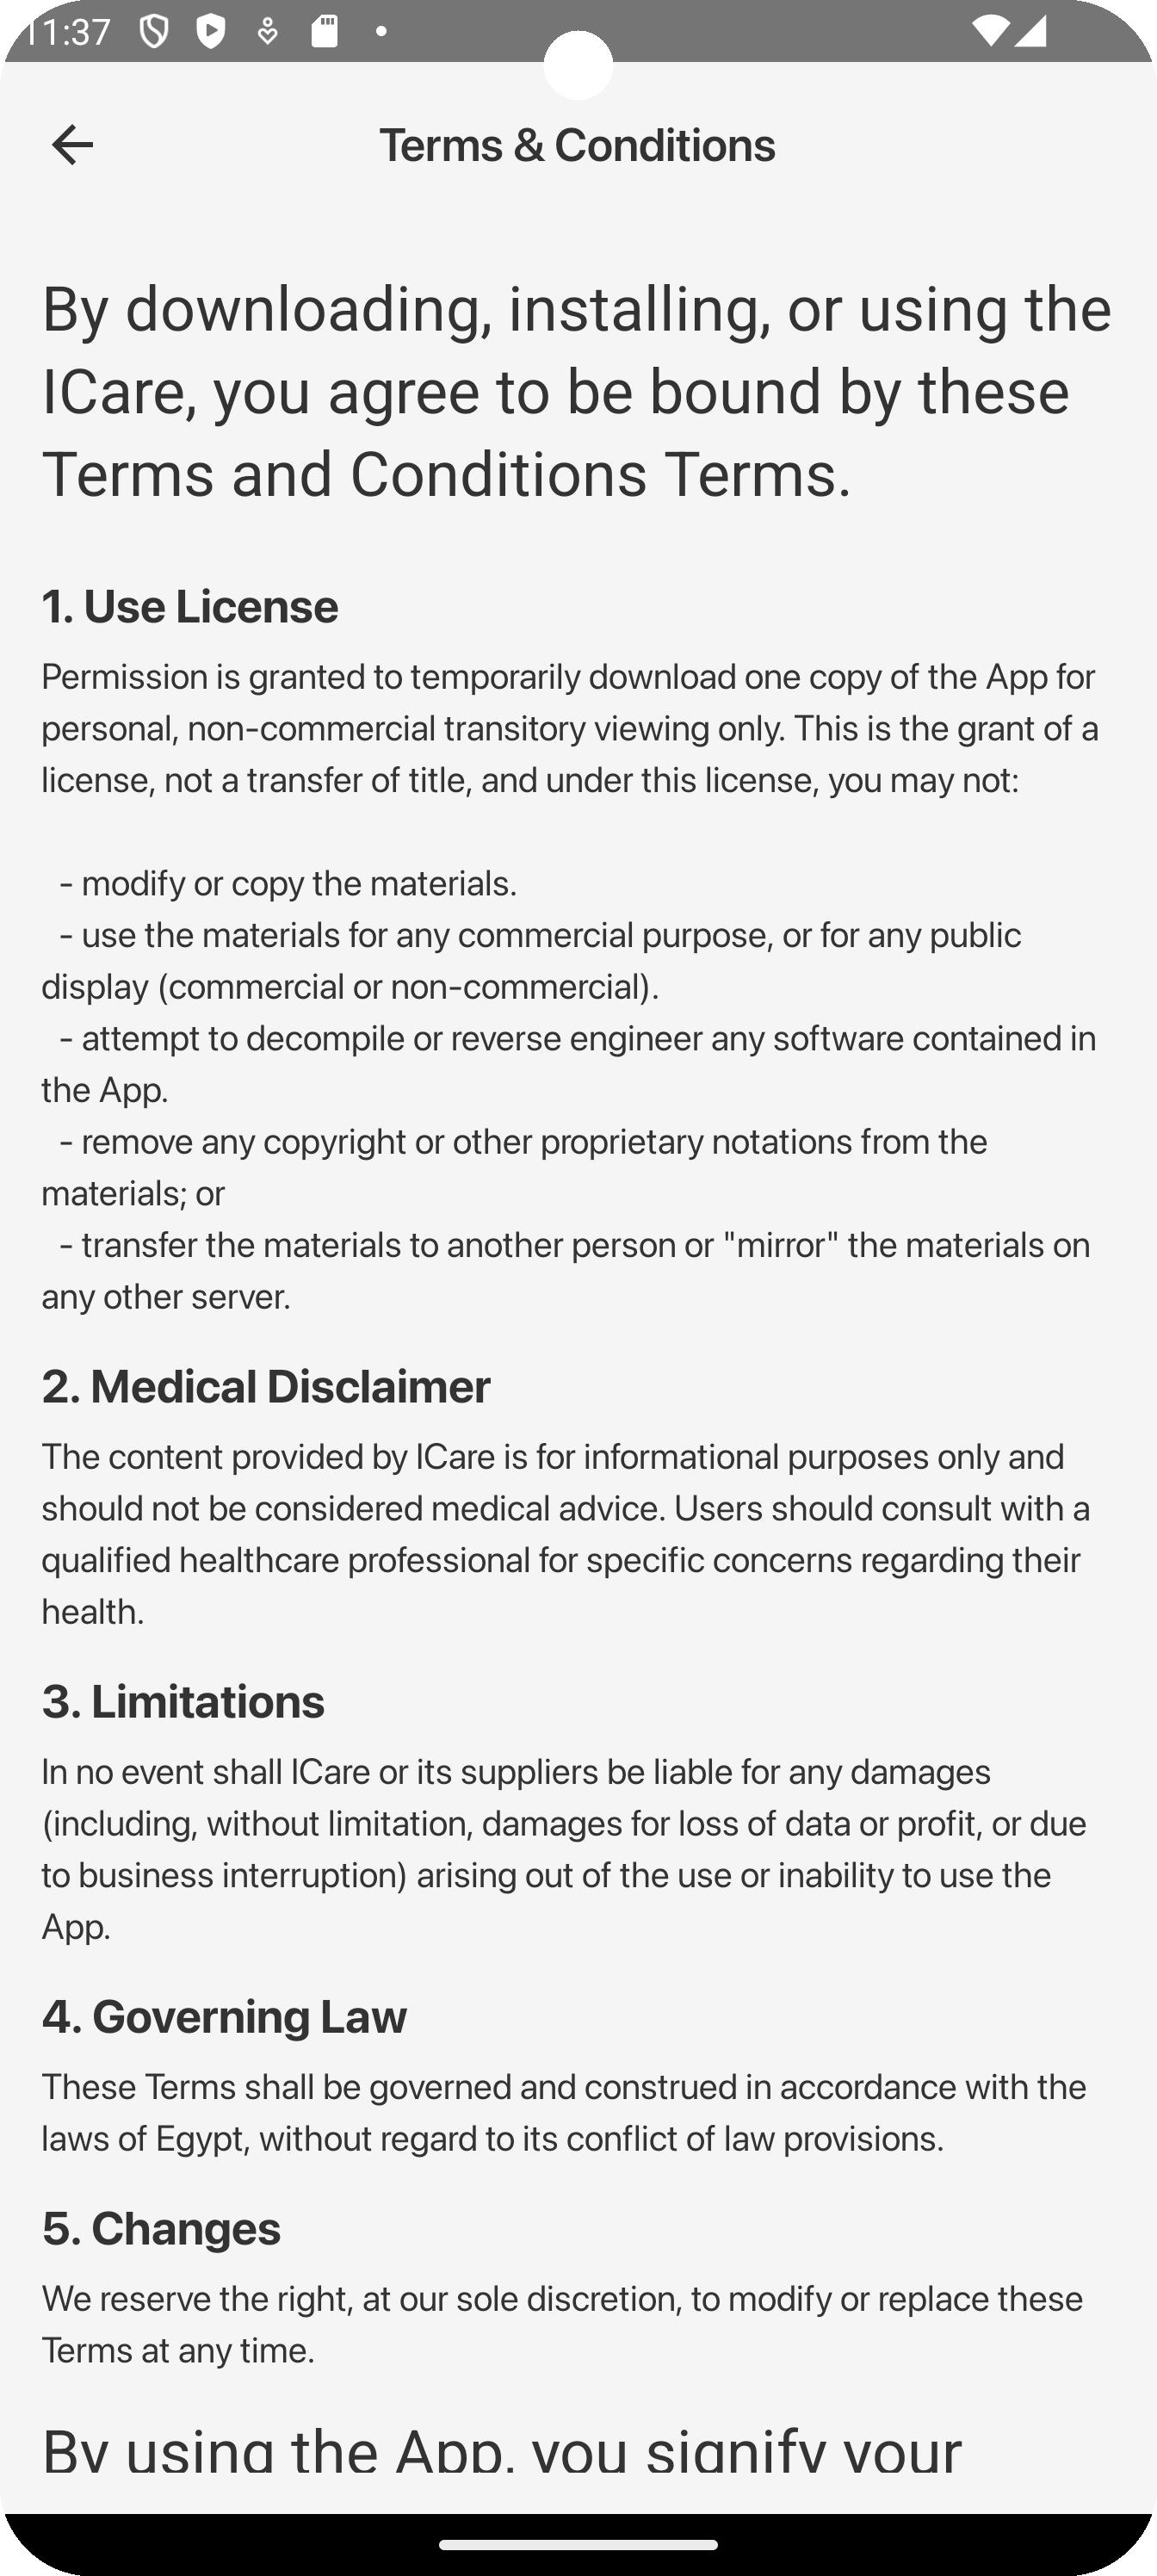 11:37
Terms & Conditions
By downloading, installing, or using the
ICare, you agree to be bound by these
Terms and Conditions Terms.
1. Use License
Permission is granted to temporarily download one copy of the App for
personal, non-commercial transitory viewing only. This is the grant of a
license, not a transfer of title, and under this license, you may not:
- modify or copy the materials.
- use the materials for any commercial purpose, or for any public
display (commercial or non-commercial).
- attempt to decompile or reverse engineer any software contained in
the App.
- remove any copyright or other proprietary notations from the
materials; or
- transfer the materials to another person or "mirror" the materials on
any other server.
2. Medical Disclaimer
The content provided by ICare is for informational purposes only and
should not be considered medical advice. Users should consult with a
qualified healthcare professional for specific concerns regarding their
health.
3. Limitations
In no event shall ICare or its suppliers be liable for any damages
(including, without limitation, damages for loss of data or profit, or due
to business interruption) arising out of the use or inability to use the
App.
4. Governing Law
These Terms shall be governed and construed in accordance with the
laws of Egypt, without regard to its conflict of law provisions.
5. Changes
We reserve the right, at our sole discretion, to modify or replace these
Terms at any time.
By using the App, you signify your